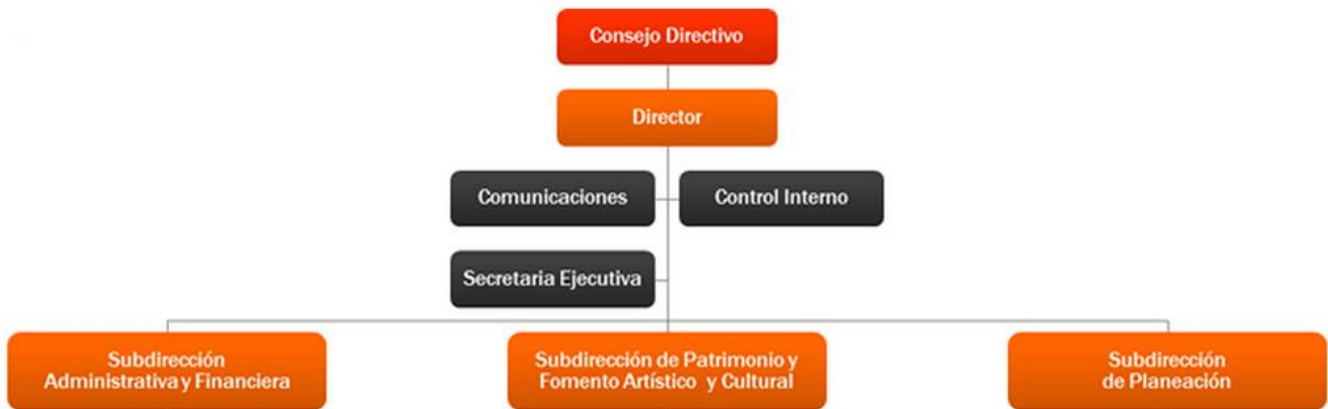 Consejo Directivo
Director
Comunicaciones
Control Interno
Secretaria Ejecutiva
Subdirección
Administrativa y Financiera
Subdirección de Patrimonio y
Fomento Artístico y Cultural
Subdirección
de Planeación